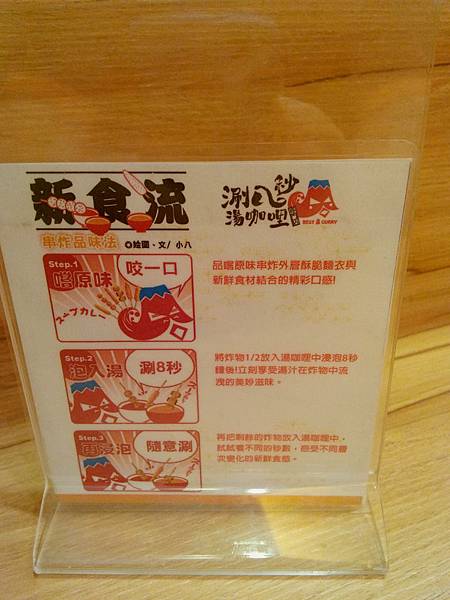 新食流
涮八秒
湯咖哩
BEST 8 CURRY
串炸品味法
✪繪圖、文/ 小八
Step.1
嚐原味
咬一口
スープカレー
品嚐原味串炸外層酥脆麵衣與
新鮮食材結合的精彩口感!
Step.2
泡入湯
涮8秒
將炸物1/2放入湯咖哩中浸泡8秒
鐘後!立刻享受湯汁在炸物中流
洩的美妙滋味。
Step.3
再浸泡
隨意涮
再把剩餘的炸物放入湯咖哩中,
試試看不同的秒數,感受不同層
次變化的新鮮食感。